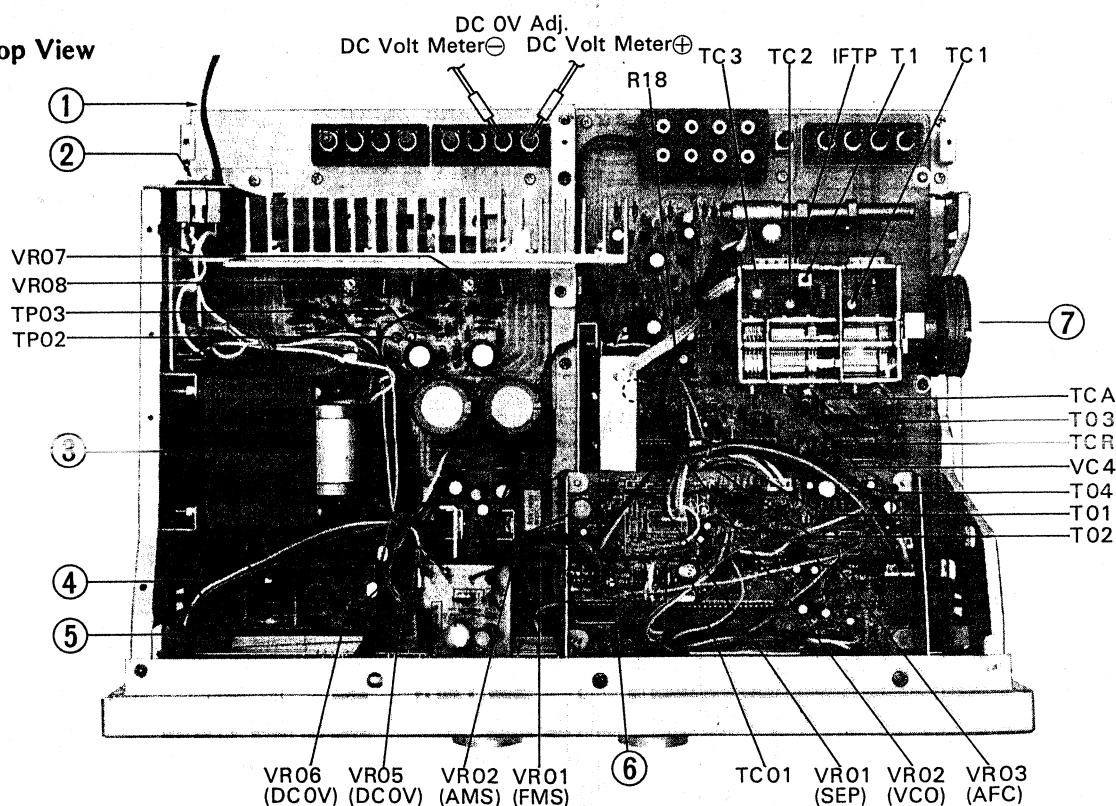 op View
DC 0V Adj.
DC Volt Meter⊖ DC Volt Meter⊕
R18
TC3
TC2
IFTP
T1
TC1
①
②
VR07
VR08
TP03
TP02
③
④
⑤
⑦
TCA
T03
TCR
VC4
T04
T01
T02
VR06
(DC0V)
VR05
(DC0V)
VR02
(AMS)
VR01
(FMS)
⑥
TC01
VR01
(SEP)
VR02
(VCO)
VR03
(AFC)